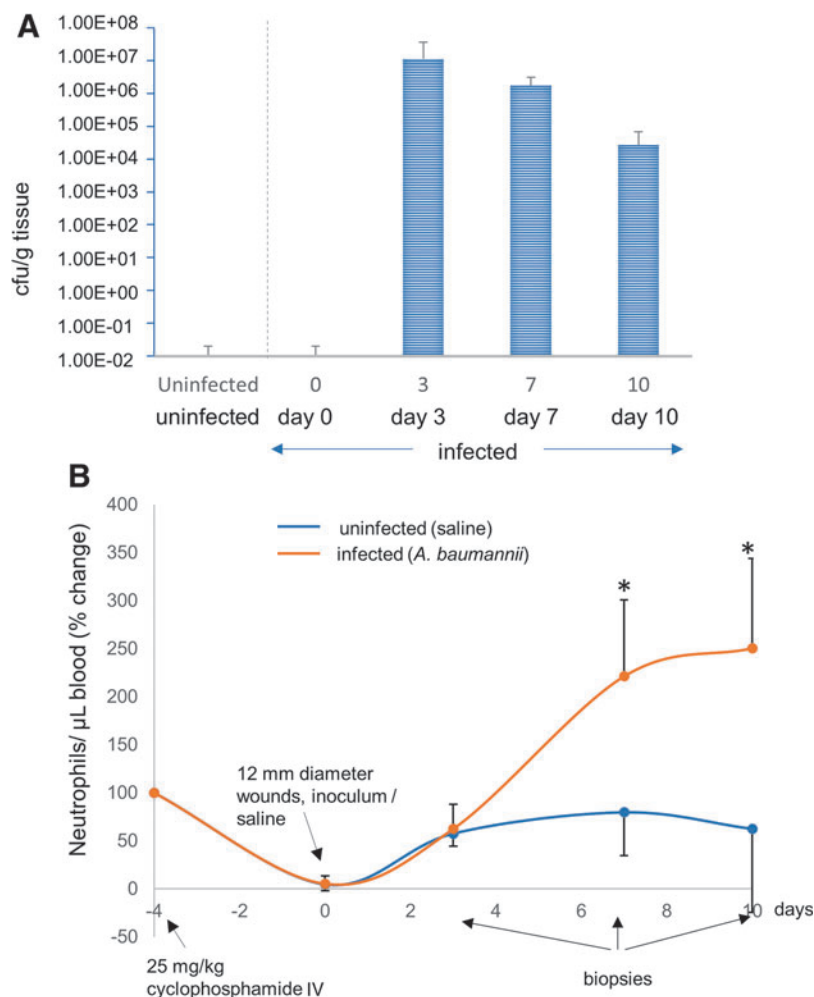 A
cfu/g tissue
1.00E+08
1.00E+07
1.00E+06
1.00E+05
1.00E+04
1.00E+03
1.00E+02
1.00E+01
1.00E+00
1.00E-01
1.00E-02
Uninfected 0 3 7 10
uninfected day 0 day 3 day 7 day 10
infected
B
Neutrophils/ µL blood (% change)
400
350
300
250
200
150
100
50
0
-50
uninfected (saline)
infected (A. baumannii)
*
*
12 mm diameter
wounds, inoculum /
saline
-4 -2 0 2 4 6 8 10 days
25 mg/kg
cyclophosphamide IV
biopsies